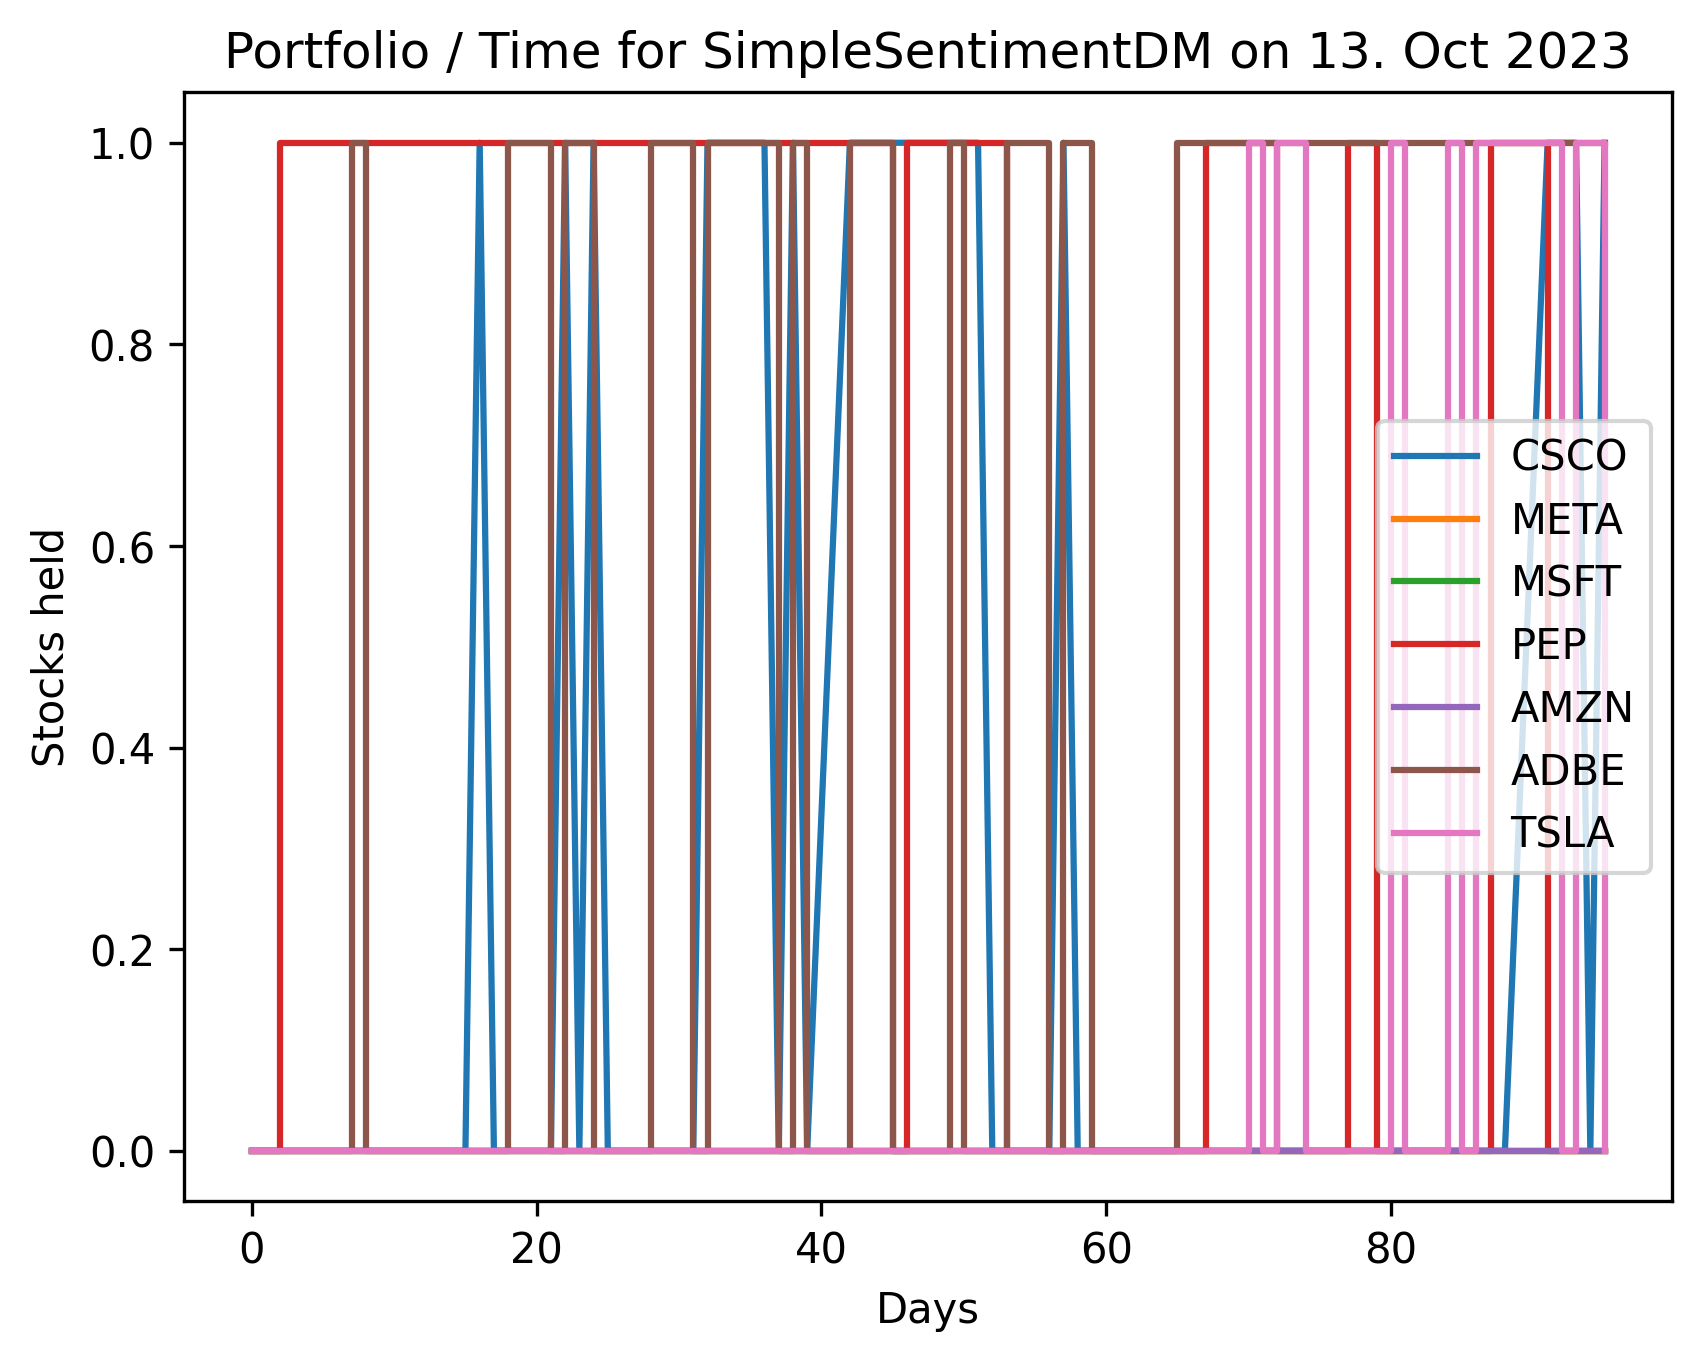 Portfolio / Time for SimpleSentimentDM on 13. Oct 2023
1.0
0.8
0.6
0.4
0.2
0.0
Stocks held
CSCO
META
MSFT
PEP
AMZN
ADBE
TSLA
0 20 40 60 80
Days